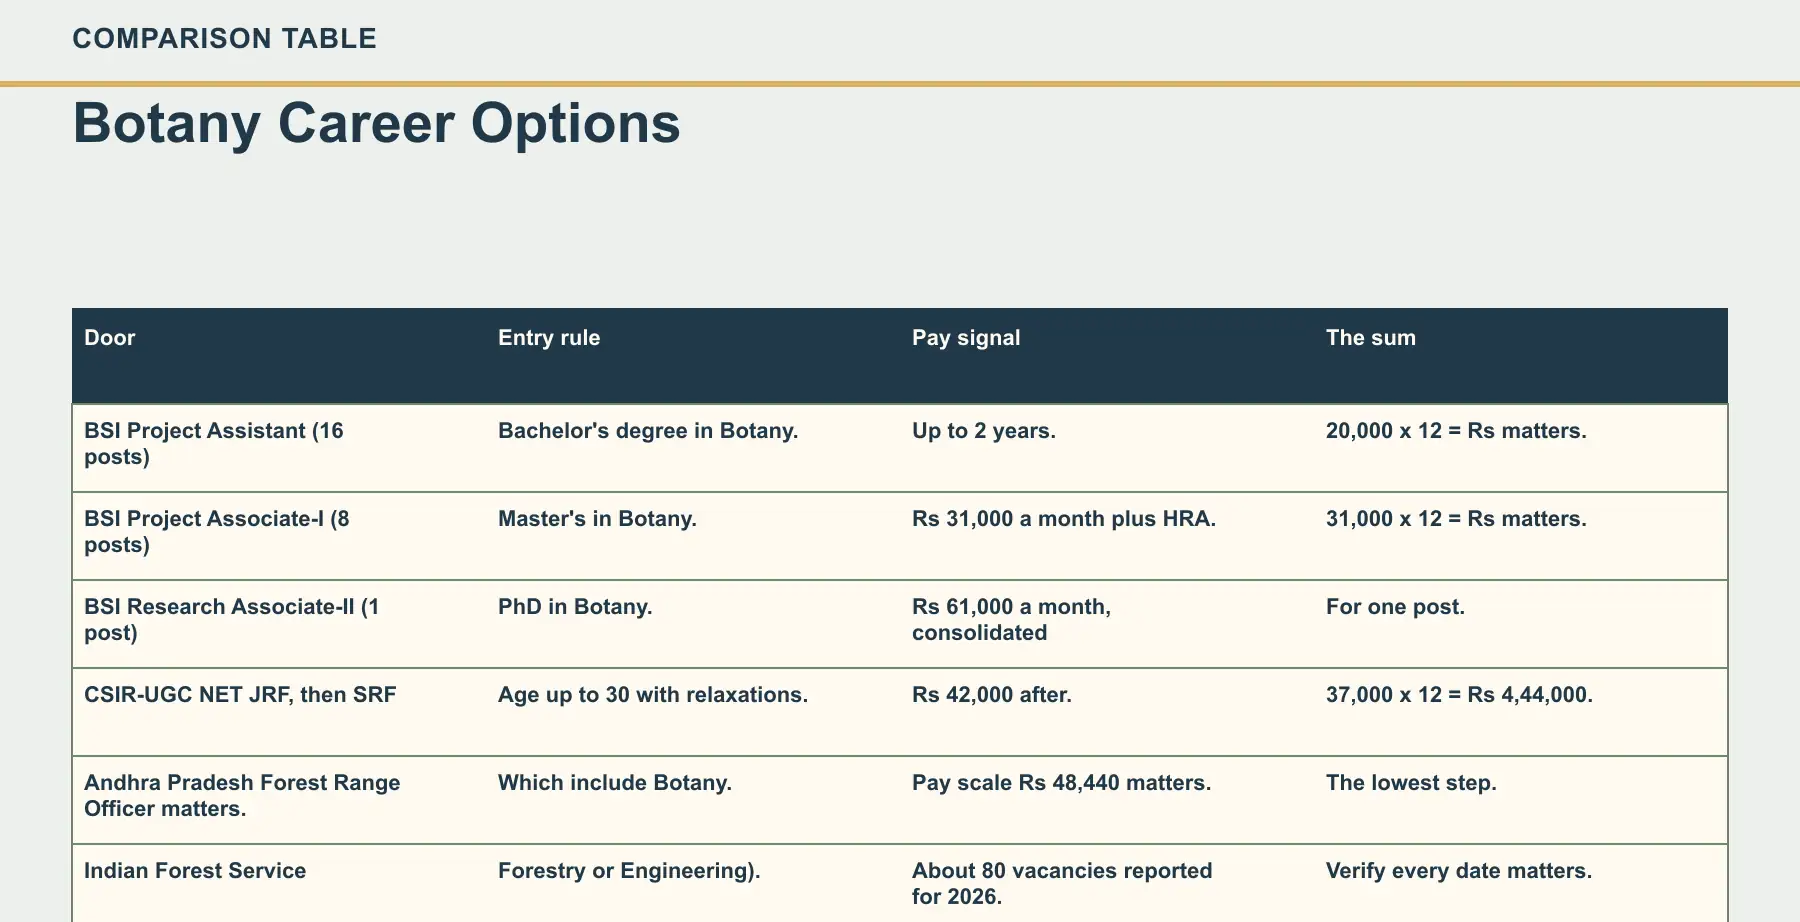 COMPARISON TABLE
Botany Career Options
Door Entry rule Pay signal The sum
BSI Project Assistant (16 posts) Bachelor's degree in Botany. Up to 2 years. 20,000 x 12 = Rs matters.
BSI Project Associate-I (8 posts) Master's in Botany. Rs 31,000 a month plus HRA. 31,000 x 12 = Rs matters.
BSI Research Associate-II (1 post) PhD in Botany. Rs 61,000 a month, consolidated For one post.
CSIR-UGC NET JRF, then SRF Age up to 30 with relaxations. Rs 42,000 after. 37,000 x 12 = Rs 4,44,000.
Andhra Pradesh Forest Range Officer matters. Which include Botany. Pay scale Rs 48,440 matters. The lowest step.
Indian Forest Service Forestry or Engineering). About 80 vacancies reported for 2026. Verify every date matters.